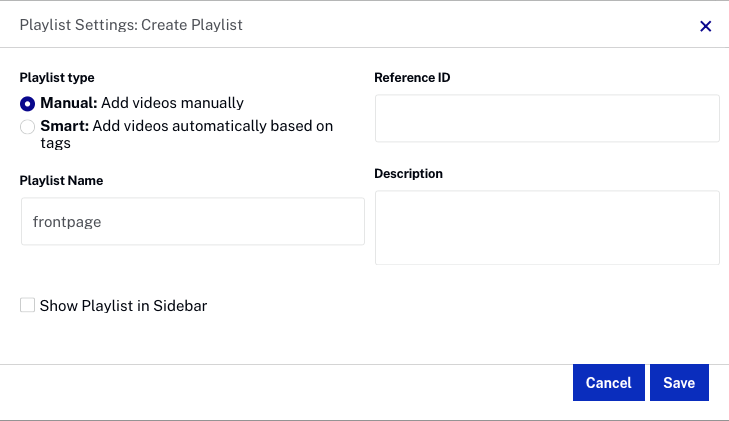 Playlist Settings: Create Playlist
Playlist type
Manual: Add videos manually
Smart: Add videos automatically based on
tags
Playlist Name
frontpage
Show Playlist in Sidebar
Reference ID
Description
Cancel
Save